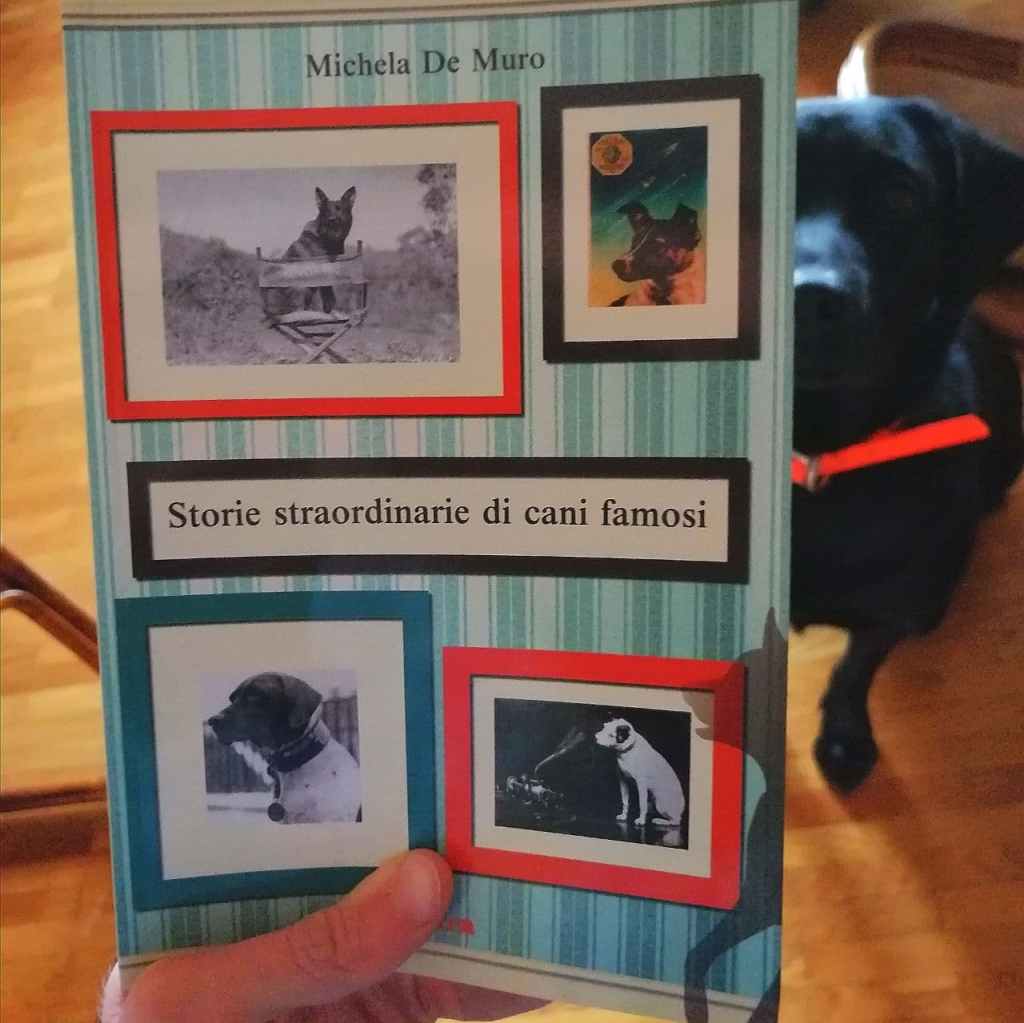 Michela De Muro
Storie straordinarie di cani famosi